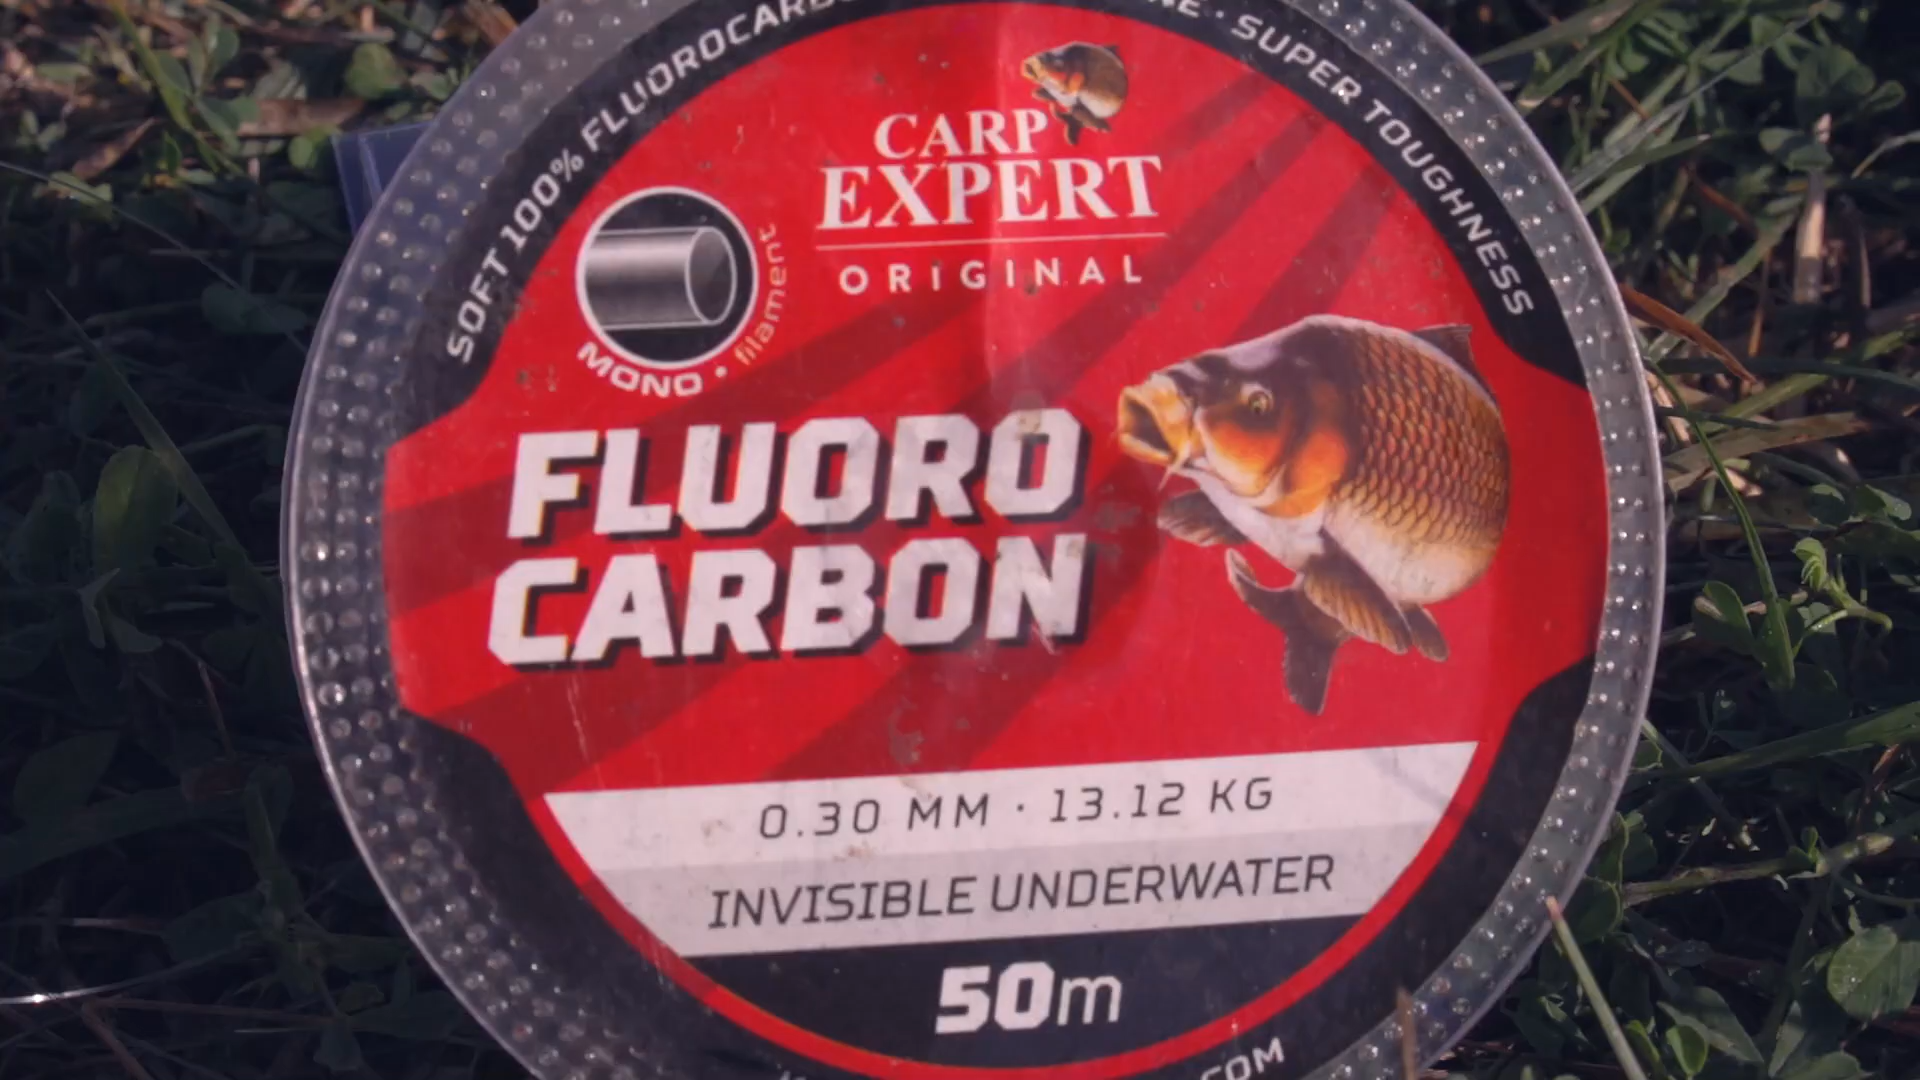 SOFT 100% FLUOROCARB
· SUPER TOUGHNESS
CARP
EXPERT
ORIGINAL
MONO · filament
FLUORO
CARBON
0.30 MM · 13.12 KG
INVISIBLE UNDERWATER
50m